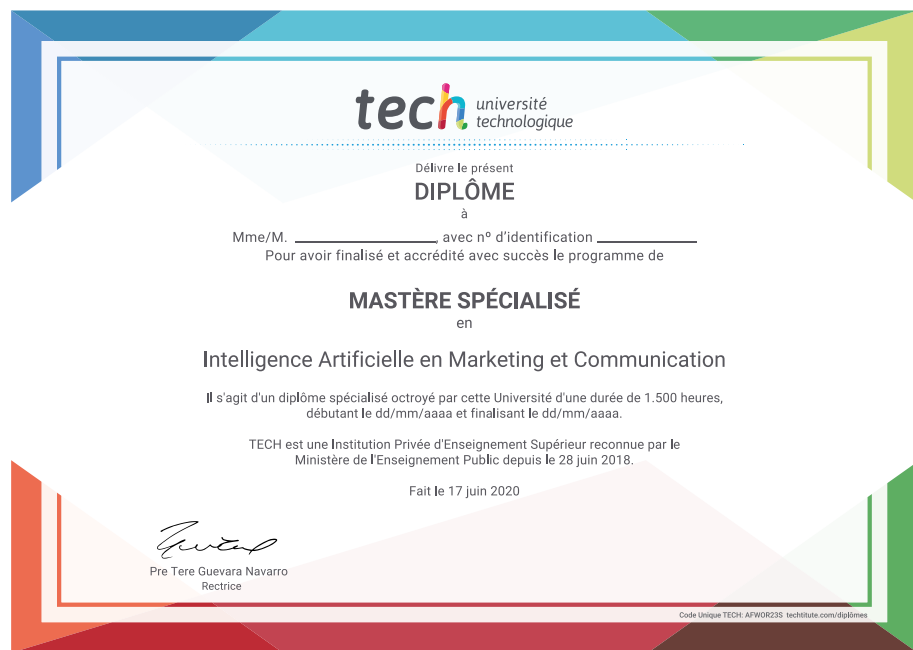 tech université
technologique
Délivre le présent
DIPLÔME
à
Mme/M. ________________, avec nº d'identification ___________
Pour avoir finalisé et accrédité avec succès le programme de
MASTÈRE SPÉCIALISÉ
en
Intelligence Artificielle en Marketing et Communication
Il s'agit d'un diplôme spécialisé octroyé par cette Université d'une durée de 1.500 heures,
débutant le dd/mm/aaaa et finalisant le dd/mm/aaaa.
TECH est une Institution Privée d'Enseignement Supérieur reconnue par le
Ministère de l'Enseignement Public depuis le 28 juin 2018.
Fait le 17 juin 2020
Pre Tere Guevara Navarro
Rectrice
Code Unique TECH: AFWOR23S techtitute.com/diplômes